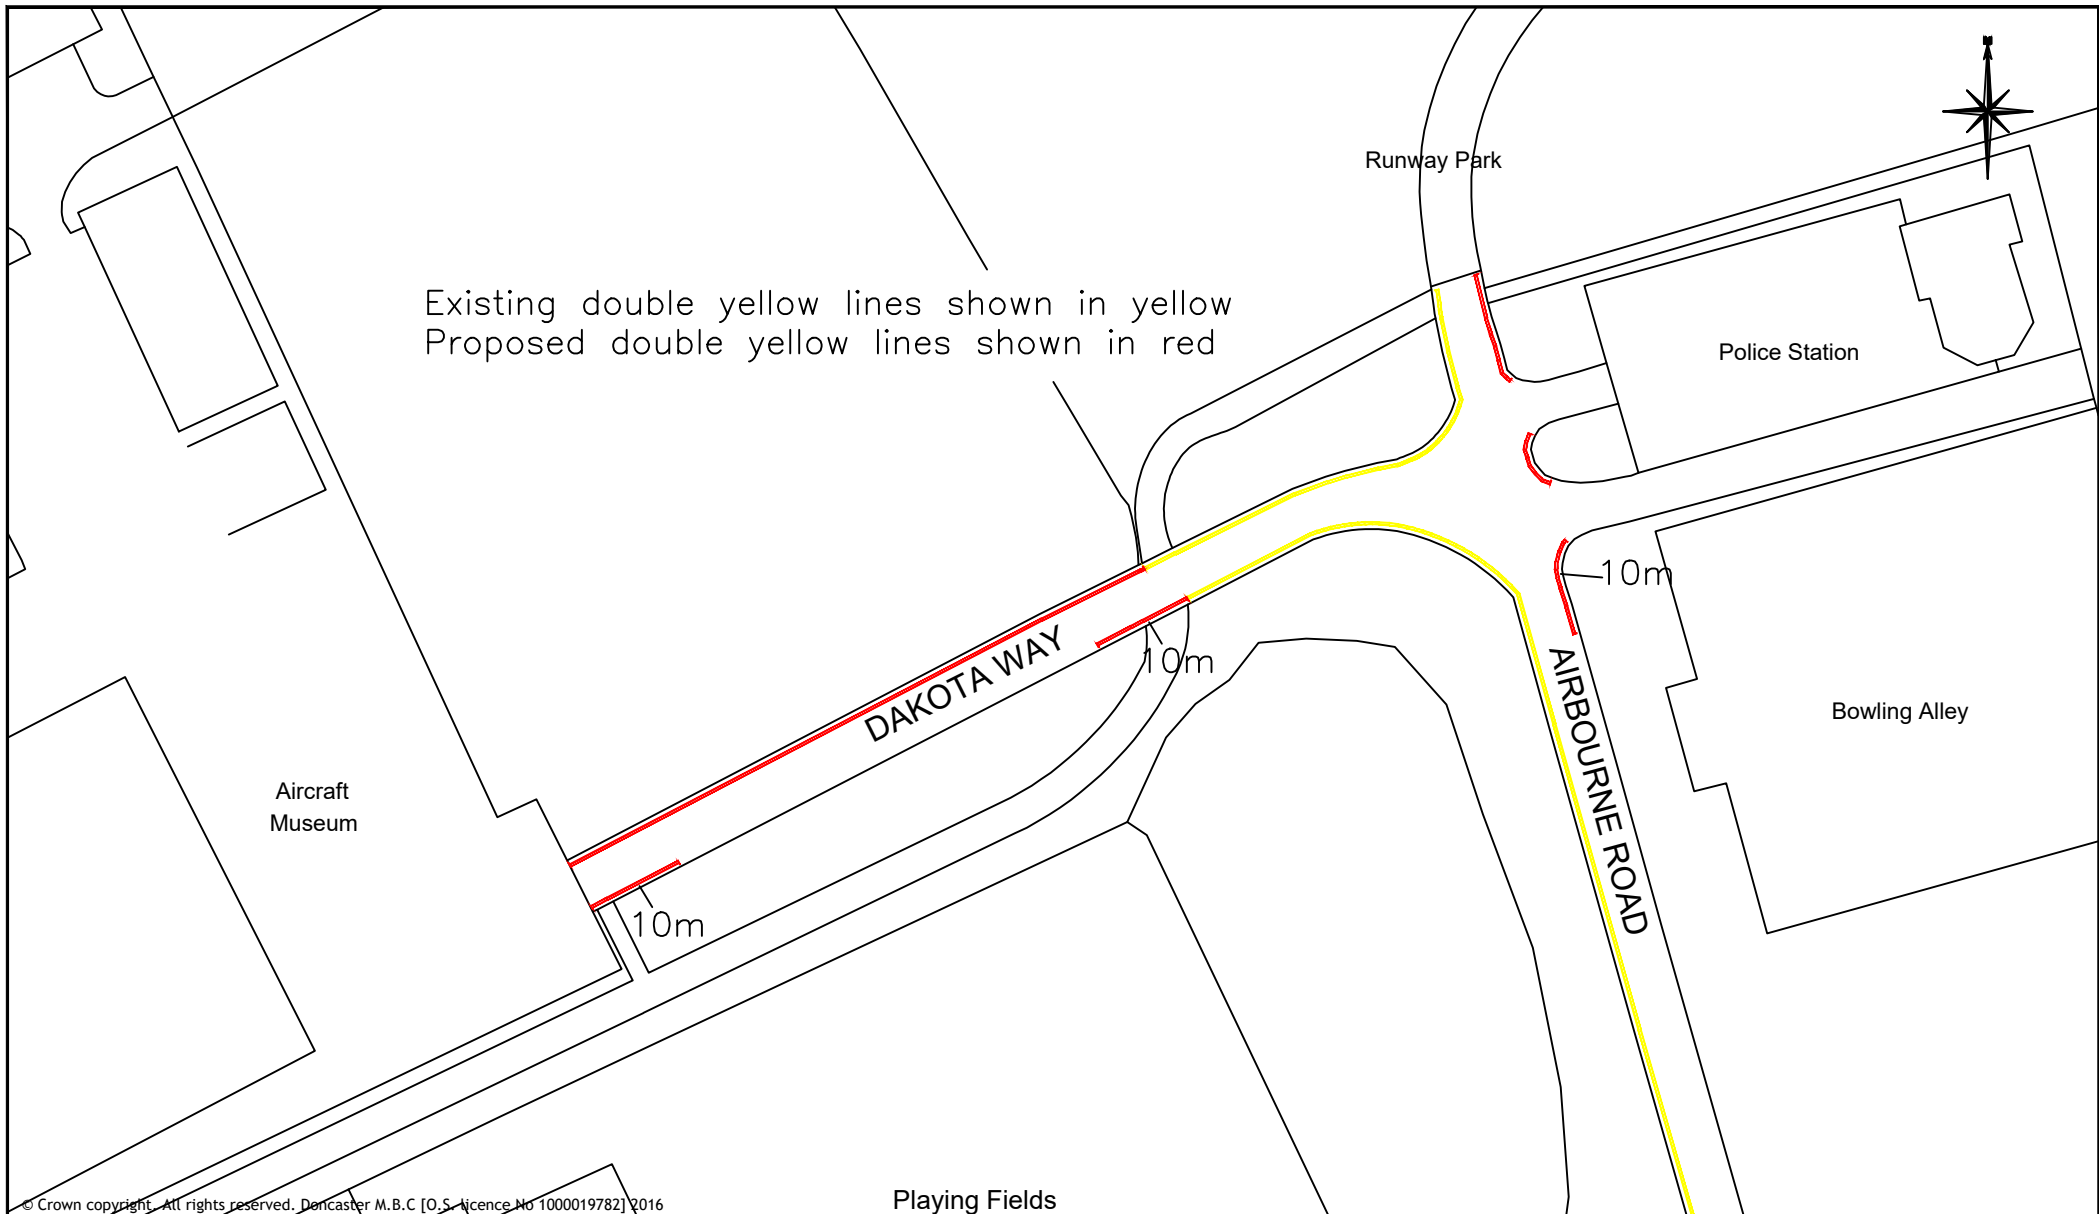 Runway Park
Existing double yellow lines shown in yellow
Proposed double yellow lines shown in red
Police Station
10m
10m
DAKOTA WAY
AIRBOURNE ROAD
Bowling Alley
Aircraft
Museum
10m
Playing Fields
© Crown copyright. All rights reserved. Doncaster M.B.C [O.S. licence No 1000019782] 2016